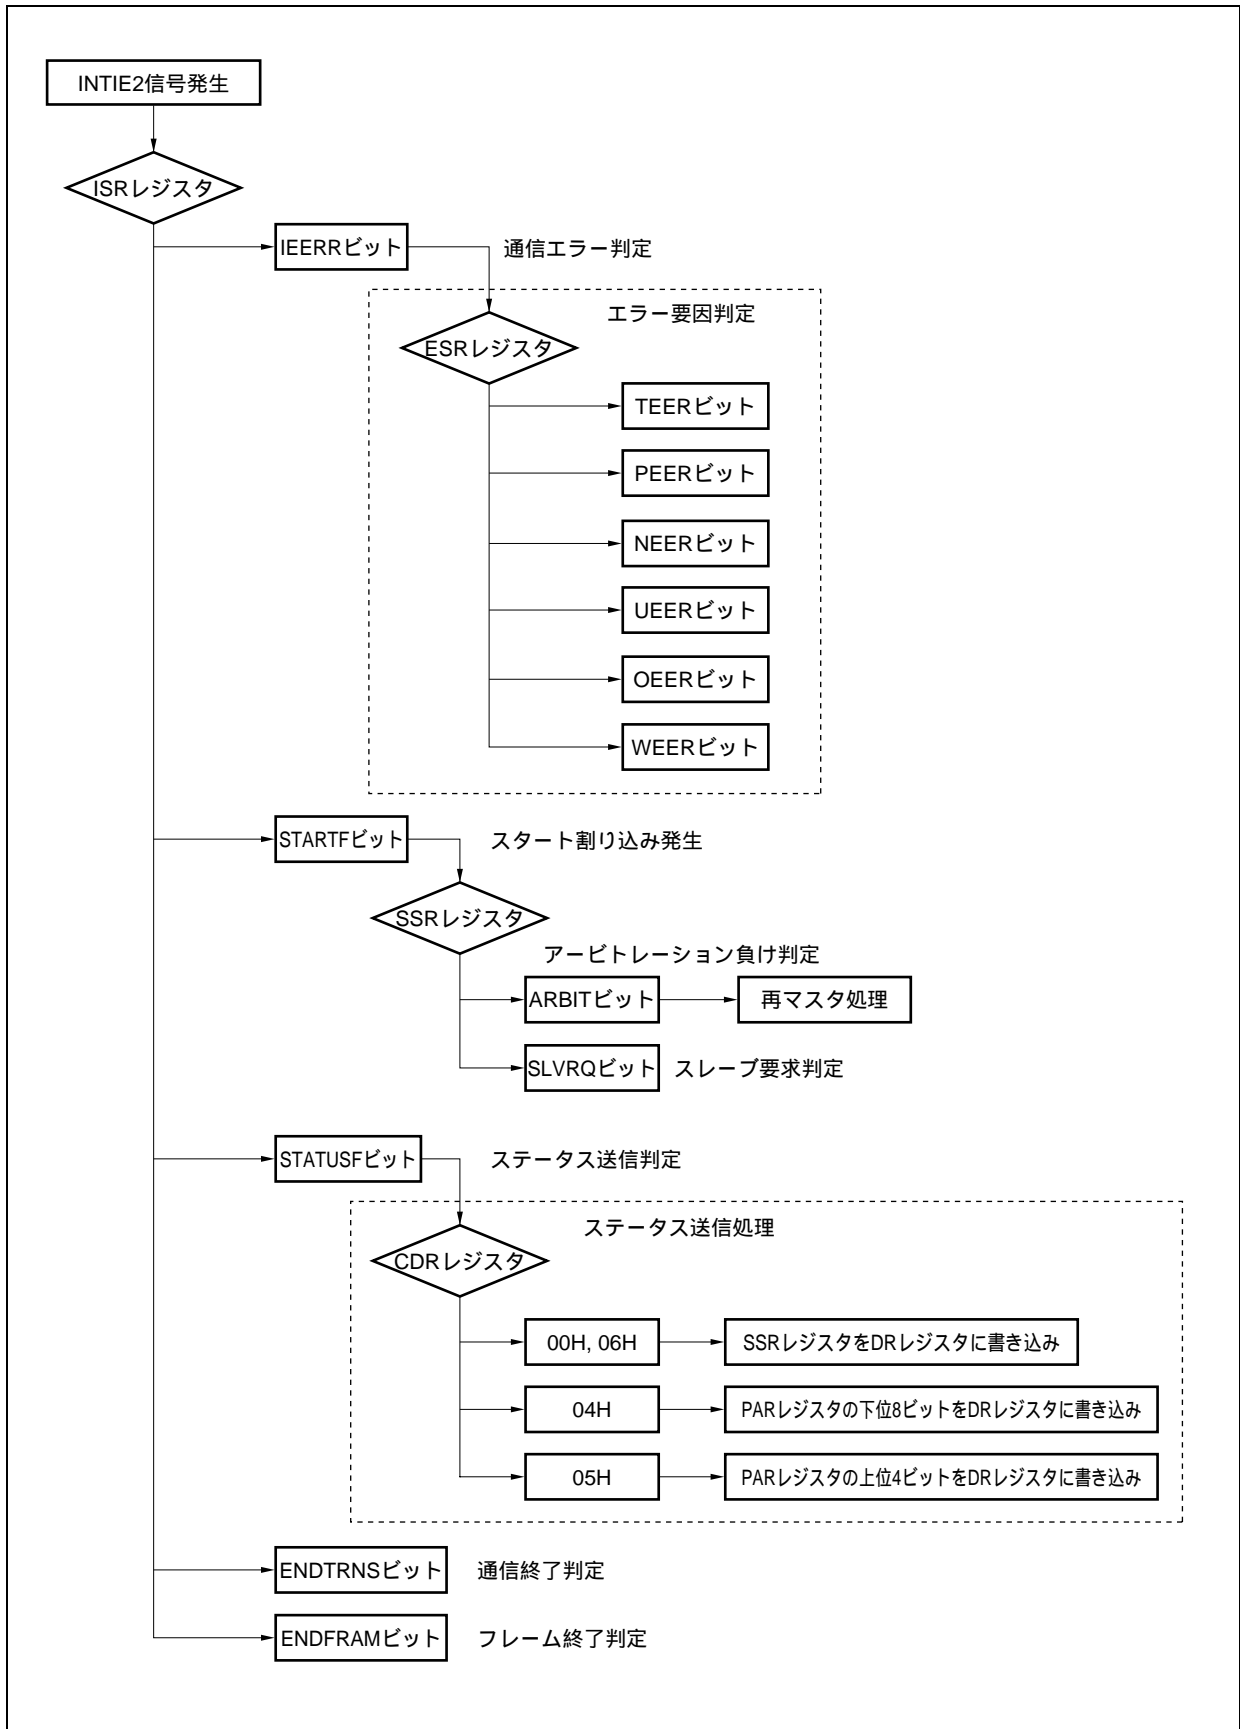 INTIE2信号発生
ISRレジスタ
IEERRビット
通信エラー判定
エラー要因判定
ESRレジスタ
TEERビット
PEERビット
NEERビット
UEERビット
OEERビット
WEERビット
STARTFビット
スタート割り込み発生
SSRレジスタ
アービトレーション負け判定
ARBITビット
再マスタ処理
SLVRQビット
スレーブ要求判定
STATUSFビット
ステータス送信判定
ステータス送信処理
CDRレジスタ
00H, 06H
SSRレジスタをDRレジスタに書き込み
04H
PARレジスタの下位8ビットをDRレジスタに書き込み
05H
PARレジスタの上位4ビットをDRレジスタに書き込み
ENDTRNSビット
通信終了判定
ENDFRAMビット
フレーム終了判定